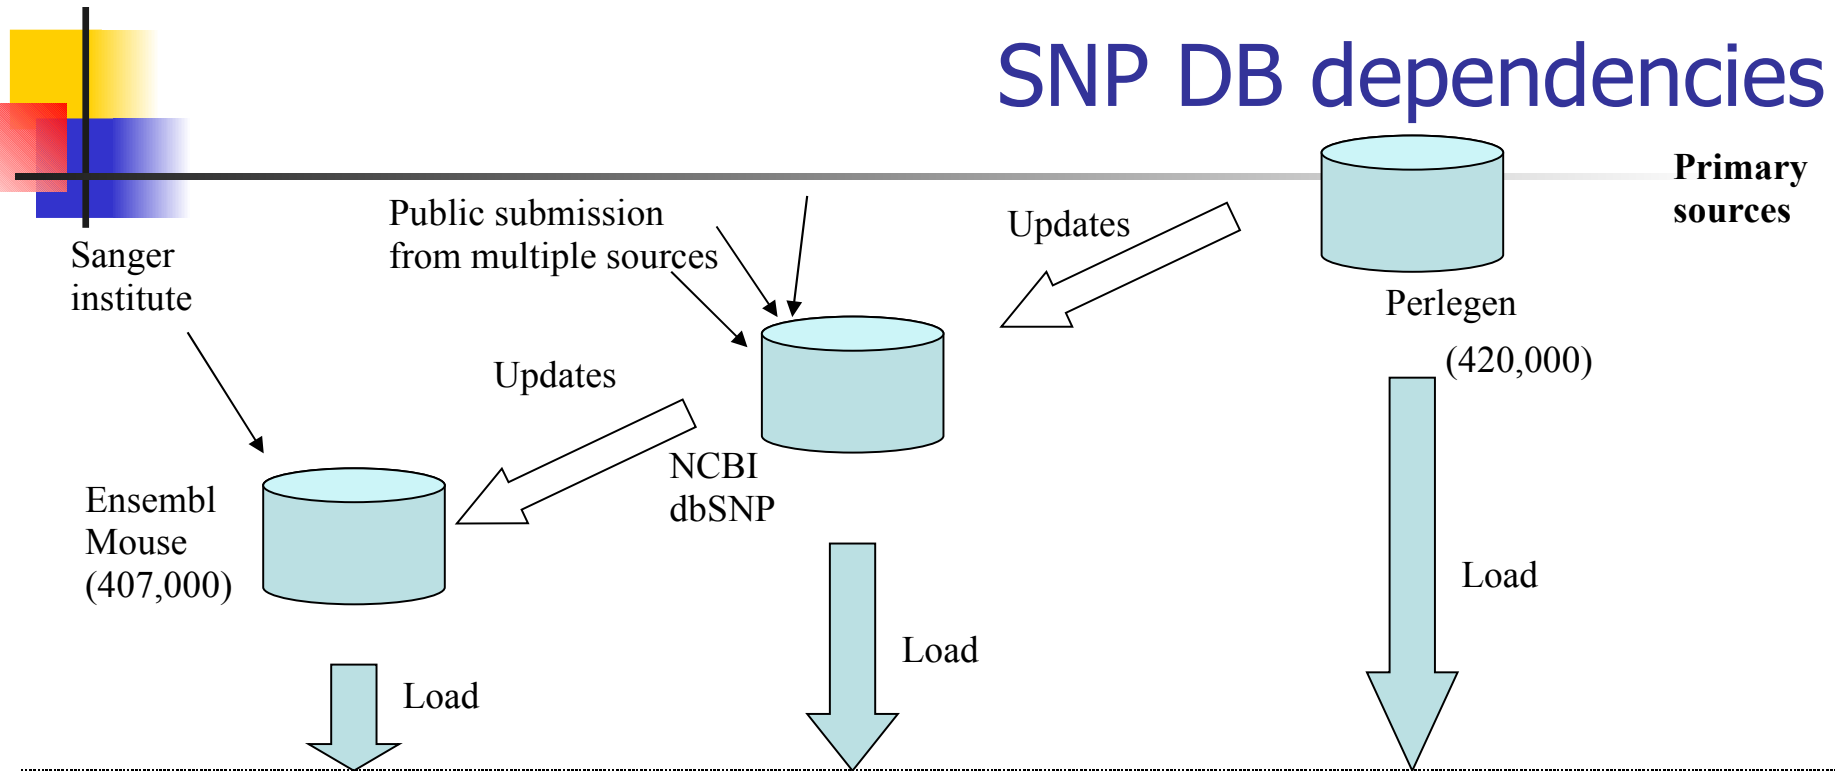 SNP DB dependencies
Primary
sources
Public submission
from multiple sources
Updates
Sanger
institute
Perlegen
(420,000)
Updates
NCBI
dbSNP
Ensembl
Mouse
(407,000)
Load
Load
Load